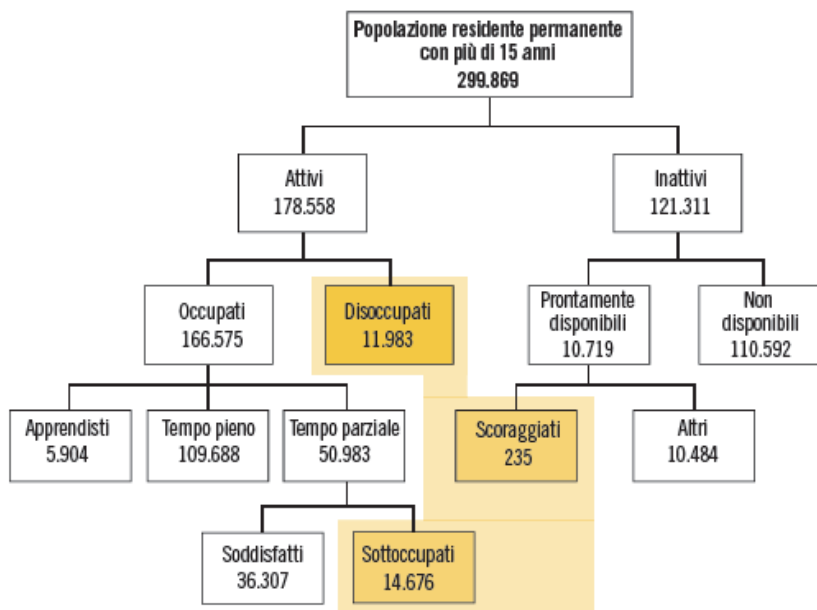 Popolazione residente permanente
con più di 15 anni
299.869
Attivi
178.558
Inattivi
121.311
Occupati
166.575
Disoccupati
11.983
Prontamente
disponibili
10.719
Non
disponibili
110.592
Apprendisti
5.904
Tempo pieno
109.688
Tempo parziale
50.983
Scoraggiati
235
Altri
10.484
Soddisfatti
36.307
Sottoccupati
14.676